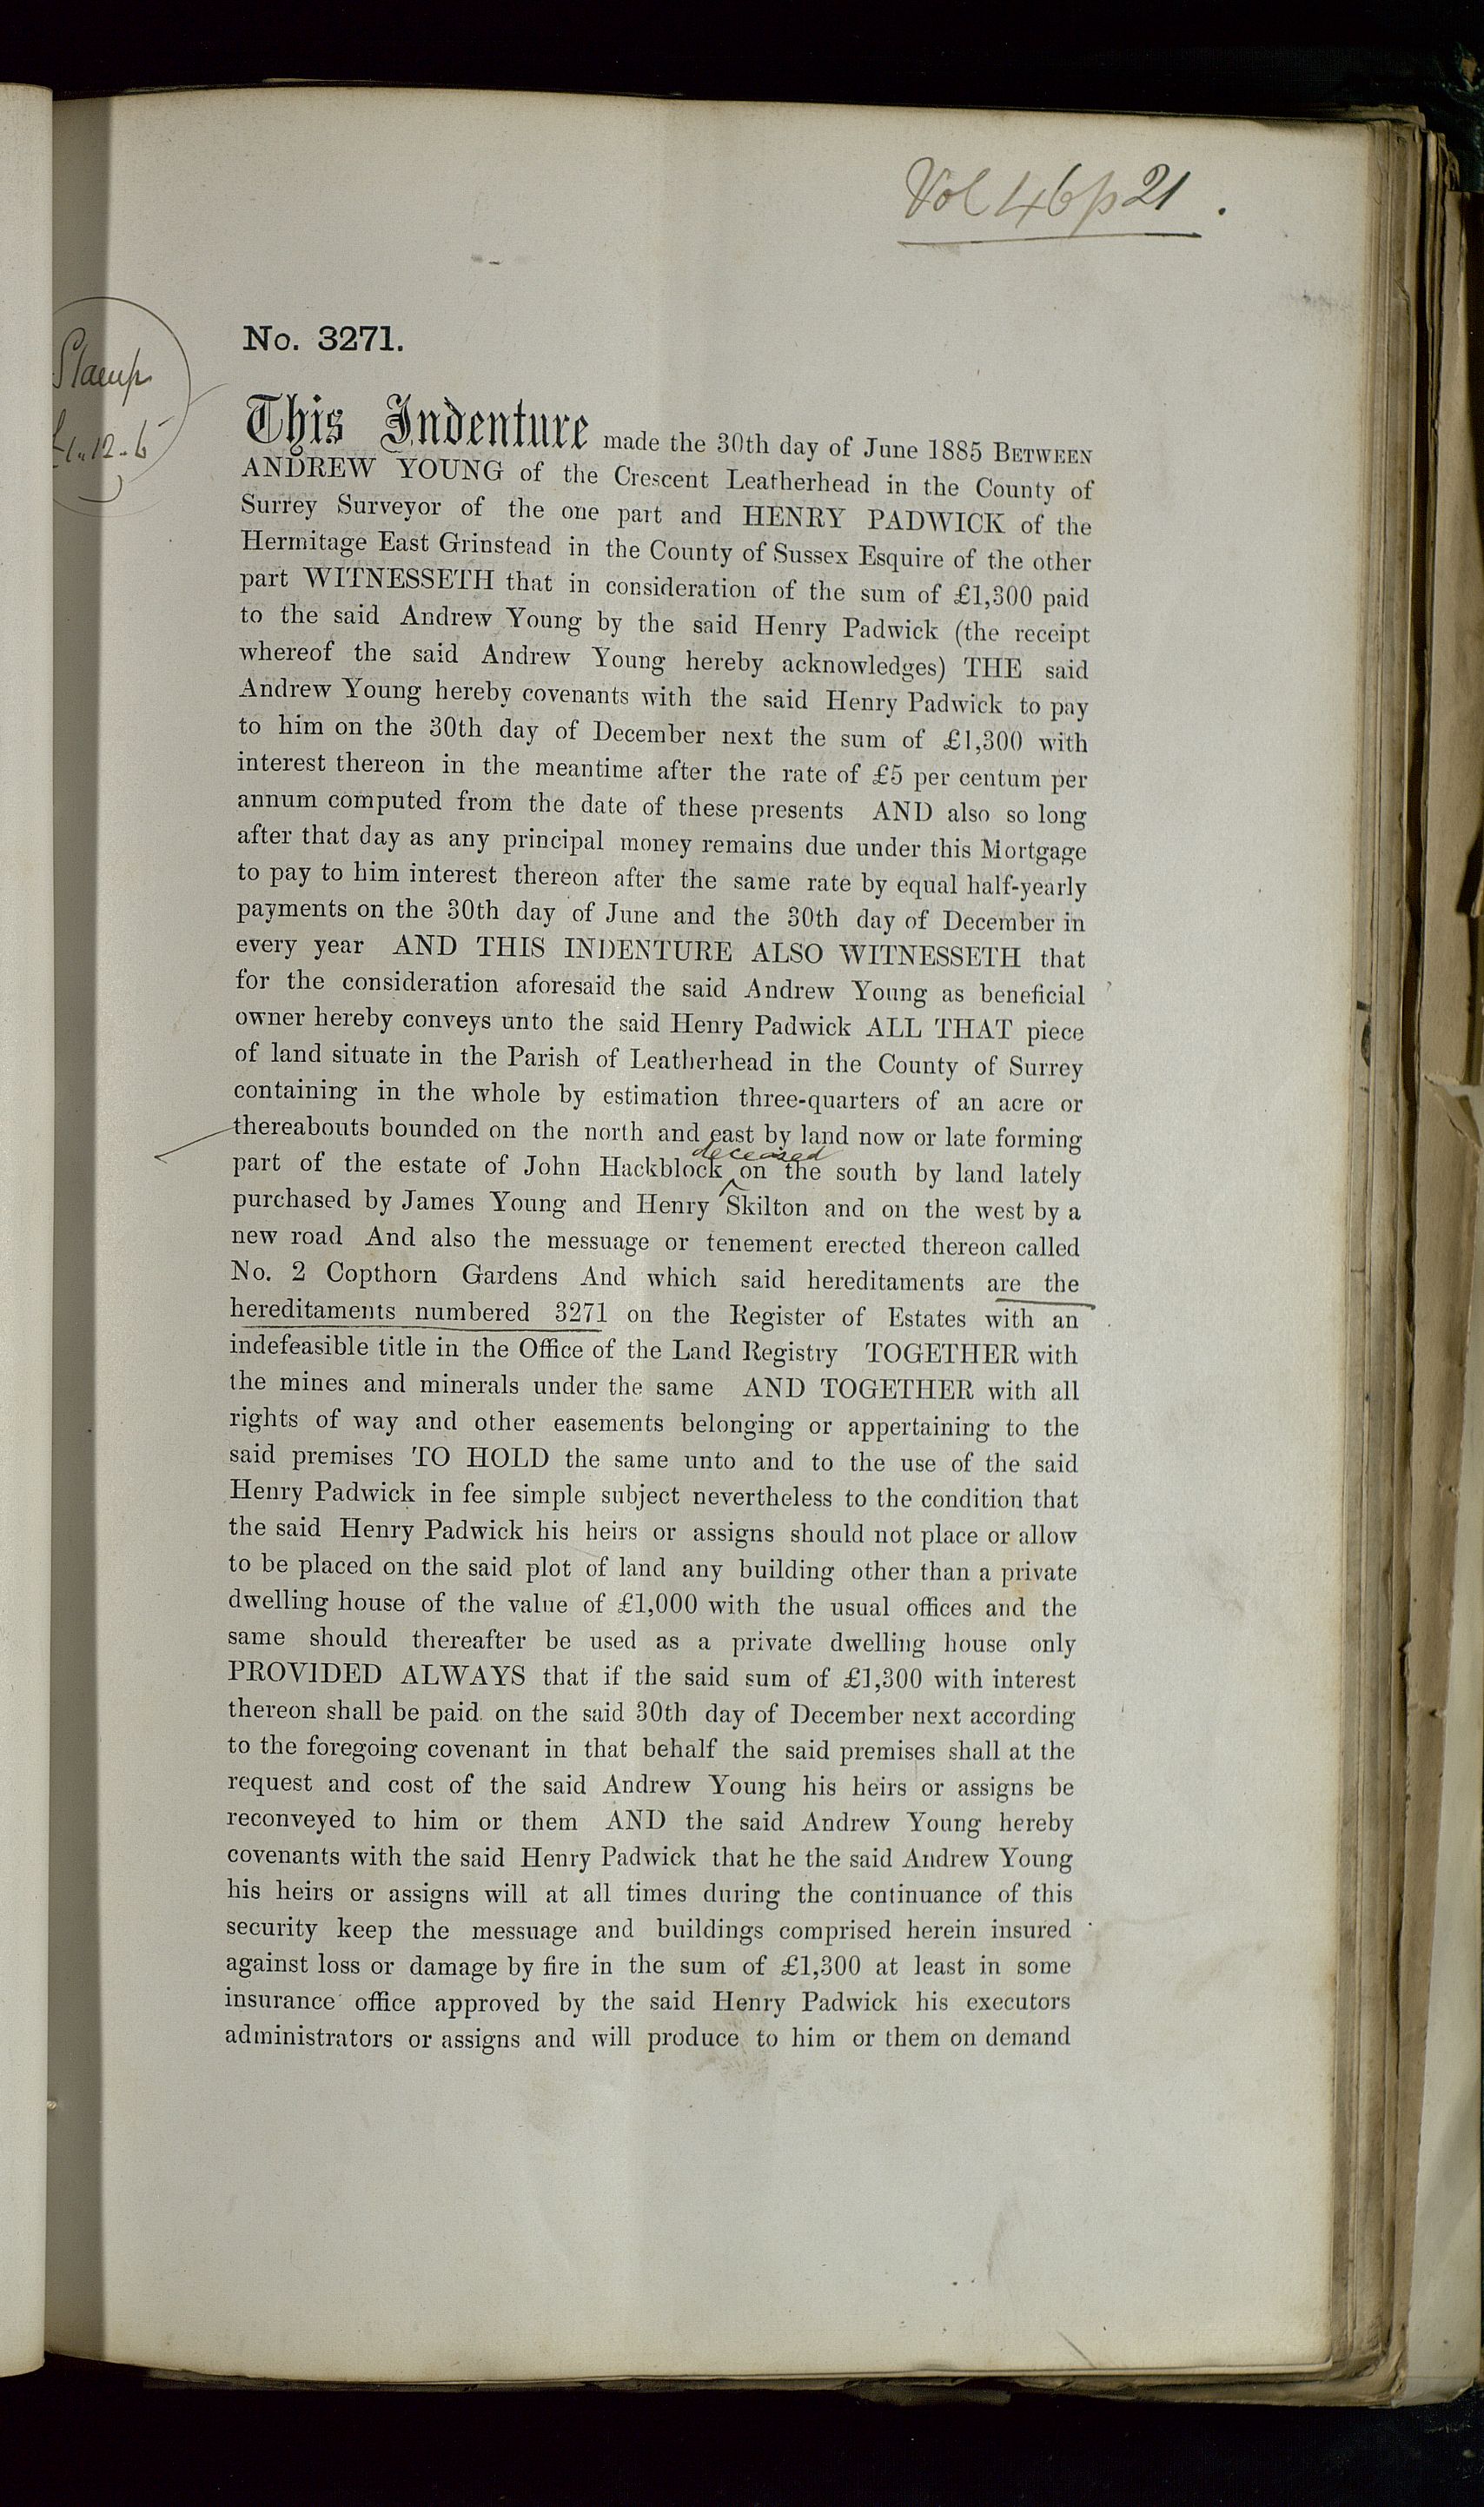 Vol 46 p 21.
No. 3271.
Stamp
£1.12.6
This Indenture made the 30th day of June 1885 BETWEEN
ANDREW YOUNG of the Crescent Leatherhead in the County of
Surrey Surveyor of the one part and HENRY PADWICK of the
Hermitage East Grinstead in the County of Sussex Esquire of the other
part WITNESSETH that in consideration of the sum of £1,300 paid
to the said Andrew Young by the said Henry Padwick (the receipt
whereof the said Andrew Young hereby acknowledges) THE said
Andrew Young hereby covenants with the said Henry Padwick to pay
to him on the 30th day of December next the sum of £1,300 with
interest thereon in the meantime after the rate of £5 per centum per
annum computed from the date of these presents AND also so long
after that day as any principal money remains due under this Mortgage
to pay to him interest thereon after the same rate by equal half-yearly
payments on the 30th day of June and the 30th day of December in
every year AND THIS INDENTURE ALSO WITNESSETH that
for the consideration aforesaid the said Andrew Young as beneficial
owner hereby conveys unto the said Henry Padwick ALL THAT piece
of land situate in the Parish of Leatherhead in the County of Surrey
containing in the whole by estimation three-quarters of an acre or
thereabouts bounded on the north and east by land now or late forming
deceased
part of the estate of John Hackblock on the south by land lately
purchased by James Young and Henry Skilton and on the west by a
new road And also the messuage or tenement erected thereon called
No. 2 Copthorn Gardens And which said hereditaments are the
hereditaments numbered 3271 on the Register of Estates with an
indefeasible title in the Office of the Land Registry TOGETHER with
the mines and minerals under the same AND TOGETHER with all
rights of way and other easements belonging or appertaining to the
said premises TO HOLD the same unto and to the use of the said
Henry Padwick in fee simple subject nevertheless to the condition that
the said Henry Padwick his heirs or assigns should not place or allow
to be placed on the said plot of land any building other than a private
dwelling house of the value of £1,000 with the usual offices and the
same should thereafter be used as a private dwelling house only
PROVIDED ALWAYS that if the said sum of £1,300 with interest
thereon shall be paid on the said 30th day of December next according
to the foregoing covenant in that behalf the said premises shall at the
request and cost of the said Andrew Young his heirs or assigns be
reconveyed to him or them AND the said Andrew Young hereby
covenants with the said Henry Padwick that he the said Andrew Young
his heirs or assigns will at all times during the continuance of this
security keep the messuage and buildings comprised herein insured
against loss or damage by fire in the sum of £1,300 at least in some
insurance office approved by the said Henry Padwick his executors
administrators or assigns and will produce to him or them on demand